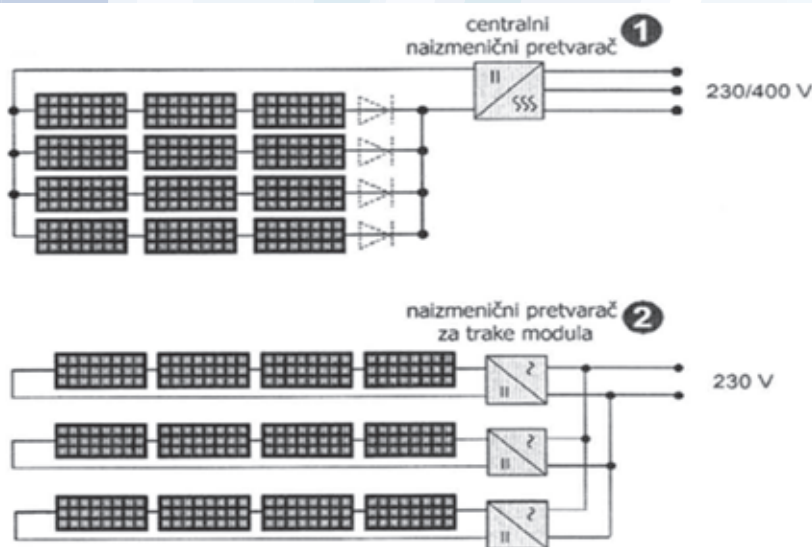 centralni
naizmenični pretvarač
1
230/400 V
naizmenični pretvarač
za trake modula
2
230 V